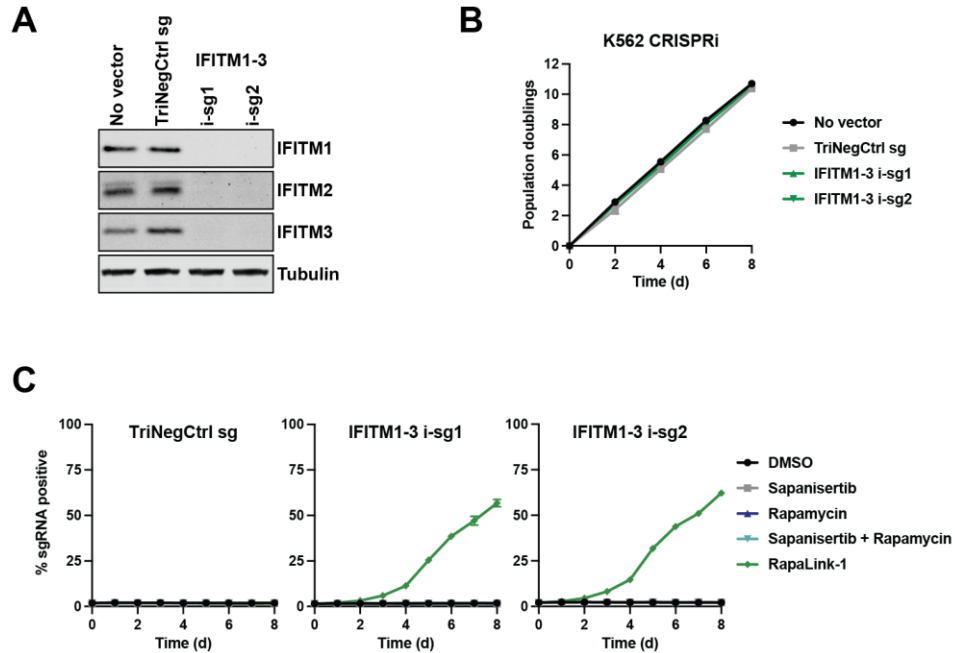 A
No vector
TriNegCtrl sg
IFITM1-3
i-sg1
i-sg2
IFITM1
IFITM2
IFITM3
Tubulin
B
K562 CRISPRi
Population doublings
12
10
8
6
4
2
0
0 2 4 6 8
Time (d)
No vector
TriNegCtrl sg
IFITM1-3 i-sg1
IFITM1-3 i-sg2
C
% sgRNA positive
TriNegCtrl sg
100
75
50
25
0
0 2 4 6 8
Time (d)
IFITM1-3 i-sg1
100
75
50
25
0
0 2 4 6 8
Time (d)
IFITM1-3 i-sg2
100
75
50
25
0
0 2 4 6 8
Time (d)
DMSO
Sapanisertib
Rapamycin
Sapanisertib + Rapamycin
RapaLink-1